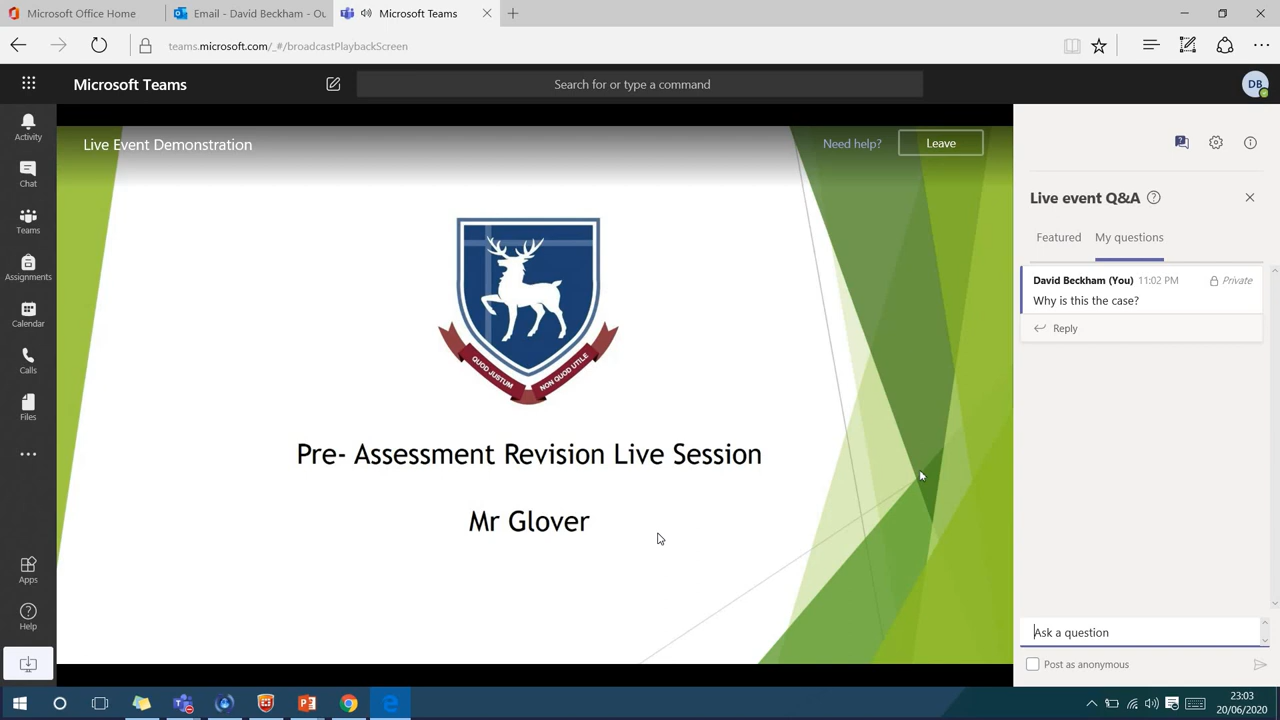 Microsoft Office Home
Email - David Beckham - Ou
Microsoft Teams
teams.microsoft.com/_#/broadcastPlaybackScreen
Microsoft Teams
Search for or type a command
DB
Activity
Chat
Teams
Assignments
Calendar
Calls
Files
Apps
Help
Live Event Demonstration
Need help?
Leave
QUOD JUSTUM
NON QUOD UTILE
Pre- Assessment Revision Live Session
Mr Glover
Live event Q&A
Featured
My questions
David Beckham (You) 11:02 PM Private
Why is this the case?
Reply
Ask a question
Post as anonymous
23:03
20/06/2020